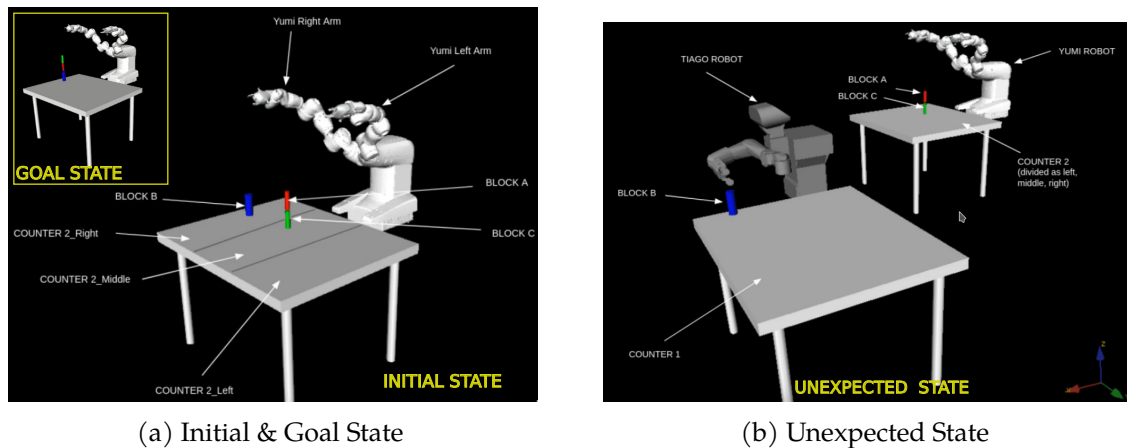 Yumi Right Arm
Yumi Left Arm
GOAL STATE
BLOCK B
BLOCK A
COUNTER 2_Right
BLOCK C
COUNTER 2_Middle
COUNTER 2_Left
INITIAL STATE
(a) Initial & Goal State
TIAGO ROBOT
YUMI ROBOT
BLOCK A
BLOCK C
COUNTER 2
(divided as left,
middle, right)
BLOCK B
COUNTER 1
UNEXPECTED STATE
z
(b) Unexpected State